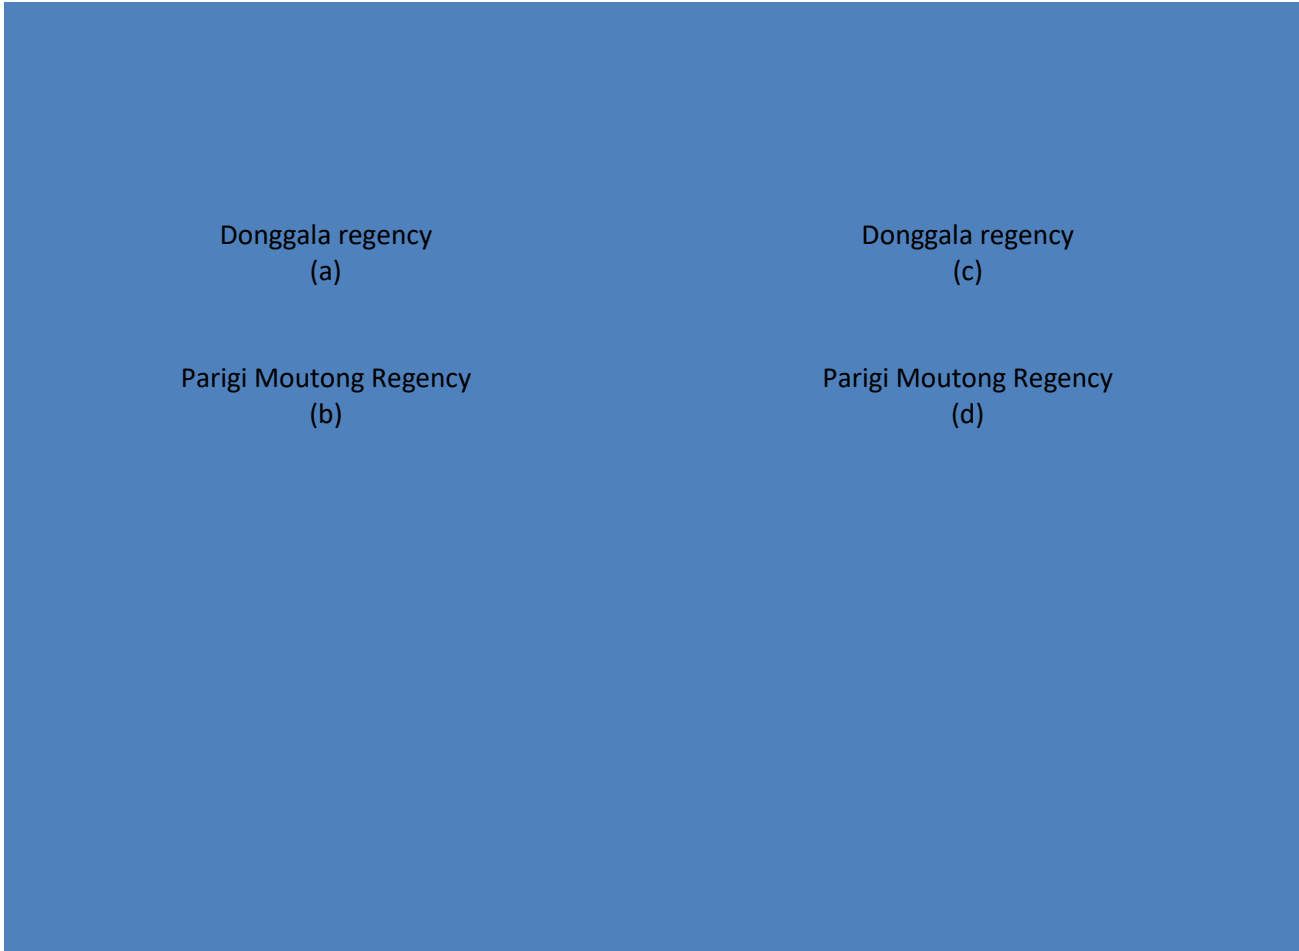 Donggala regency
(a)
Parigi Moutong Regency
(b)
Donggala regency
(c)
Parigi Moutong Regency
(d)